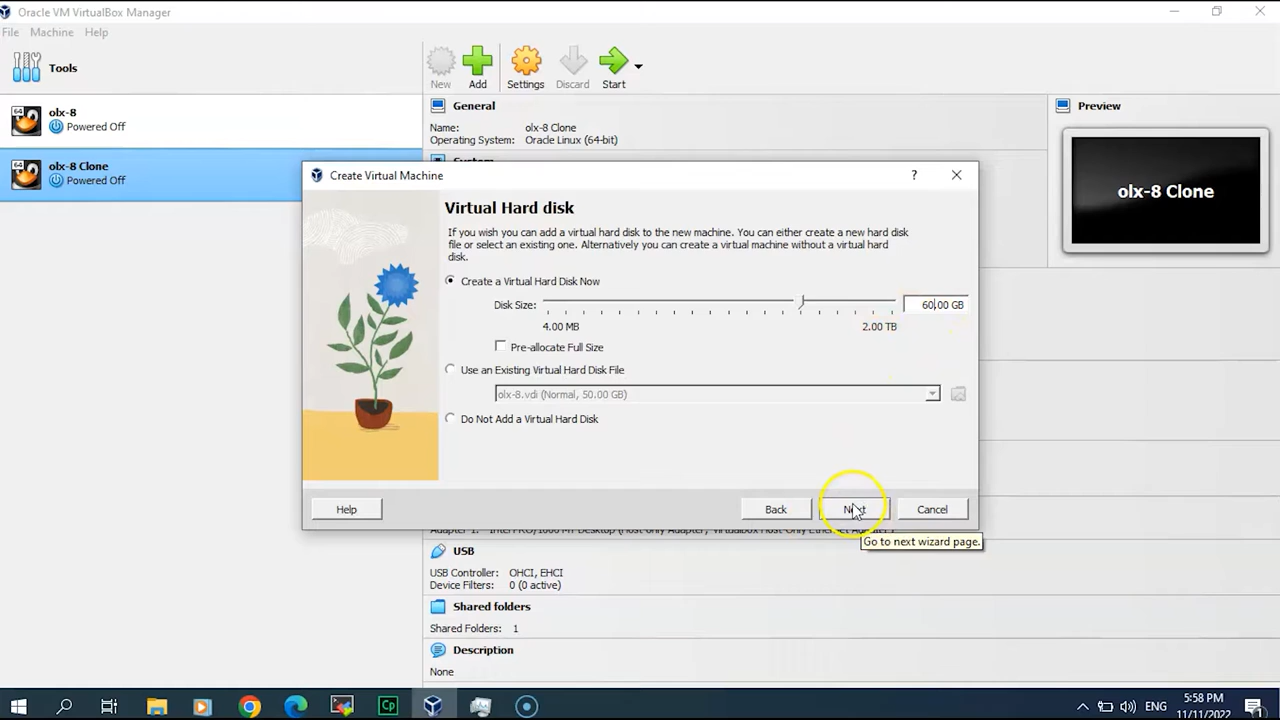 Oracle VM VirtualBox Manager
File Machine Help
Tools
New Add Settings Discard Start
olx-8
Powered Off
olx-8 Clone
Powered Off
64
64
General
Name: olx-8 Clone
Operating System: Oracle Linux (64-bit)
System
Preview
olx-8 Clone
Create Virtual Machine
?
Virtual Hard disk
If you wish you can add a virtual hard disk to the new machine. You can either create a new hard disk
file or select an existing one. Alternatively you can create a virtual machine without a virtual hard
disk.
Create a Virtual Hard Disk Now
Disk Size: 60.00 GB
4.00 MB 2.00 TB
Pre-allocate Full Size
Use an Existing Virtual Hard Disk File
olx-8.vdi (Normal, 50.00 GB)
Do Not Add a Virtual Hard Disk
Help Back Next Cancel
Go to next wizard page.
USB
USB Controller: OHCI, EHCI
Device Filters: 0 (0 active)
Shared folders
Shared Folders: 1
Description
None
Cp
ENG
5:58 PM
11/11/2022
1